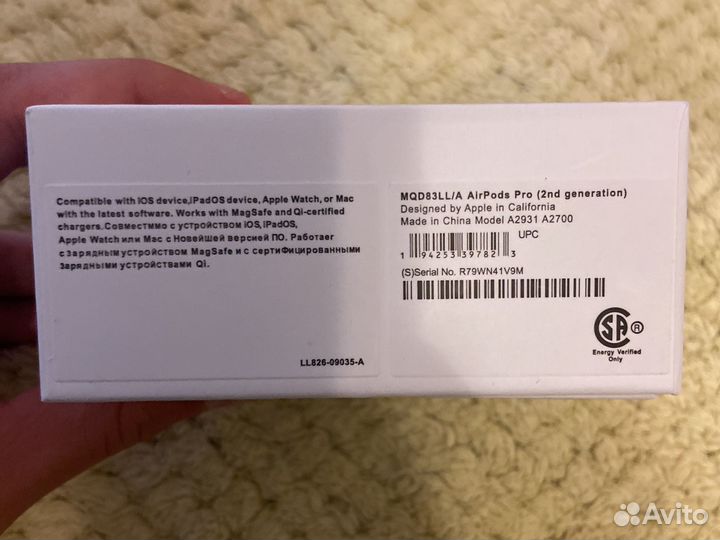 Compatible with iOS device,iPadOS device, Apple Watch, or Mac
with the latest software. Works with MagSafe and Qi-certified
chargers.Совместимо с устройством iOS,iPadOS,
Apple Watch или Mac с Новейшей версией ПО. Работает
с зарядным устройством MagSafe и с сертиФицированными
зарядными устройствами Qi.
LL826-09035-A
MQD83LL/A AirPods Pro (2nd generation)
Designed by Apple in California
Made in China Model A2931 A2700
UPC
1 94253 39782 3
(S)Serial No. R79WN41V9M
CSA ®
Energy Verified
Only
Avito